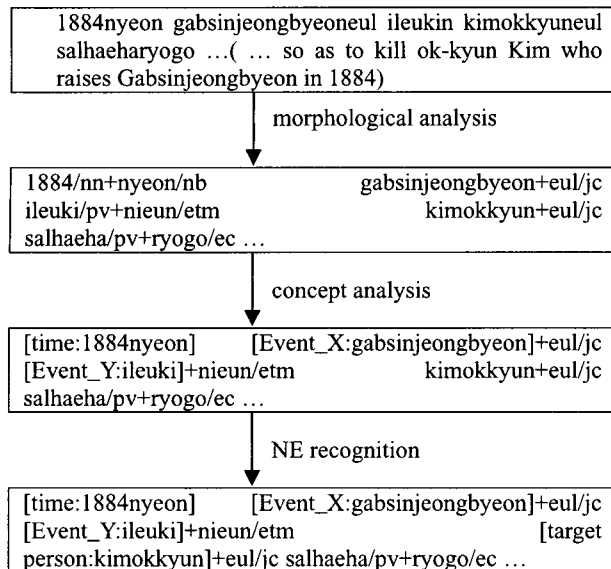 1884nyeon gabsinjeongbyeoneul ileukin kimokkyuneul
salhaeharyogo …( … so as to kill ok-kyun Kim who
raises Gabsinjeongbyeon in 1884)
morphological analysis
1884/nn+nyeon/nb gabsinjeongbyeon+eul/jc
ileuki/pv+nieun/etm kimokkyun+eul/jc
salhaeha/pv+ryogo/ec …
concept analysis
[time:1884nyeon] [Event_X:gabsinjeongbyeon]+eul/jc
[Event_Y:ileuki]+nieun/etm kimokkyun+eul/jc
salhaeha/pv+ryogo/ec …
NE recognition
[time:1884nyeon] [Event_X:gabsinjeongbyeon]+eul/jc
[Event_Y:ileuki]+nieun/etm [target
person:kimokkyun]+eul/jc salhaeha/pv+ryogo/ec …